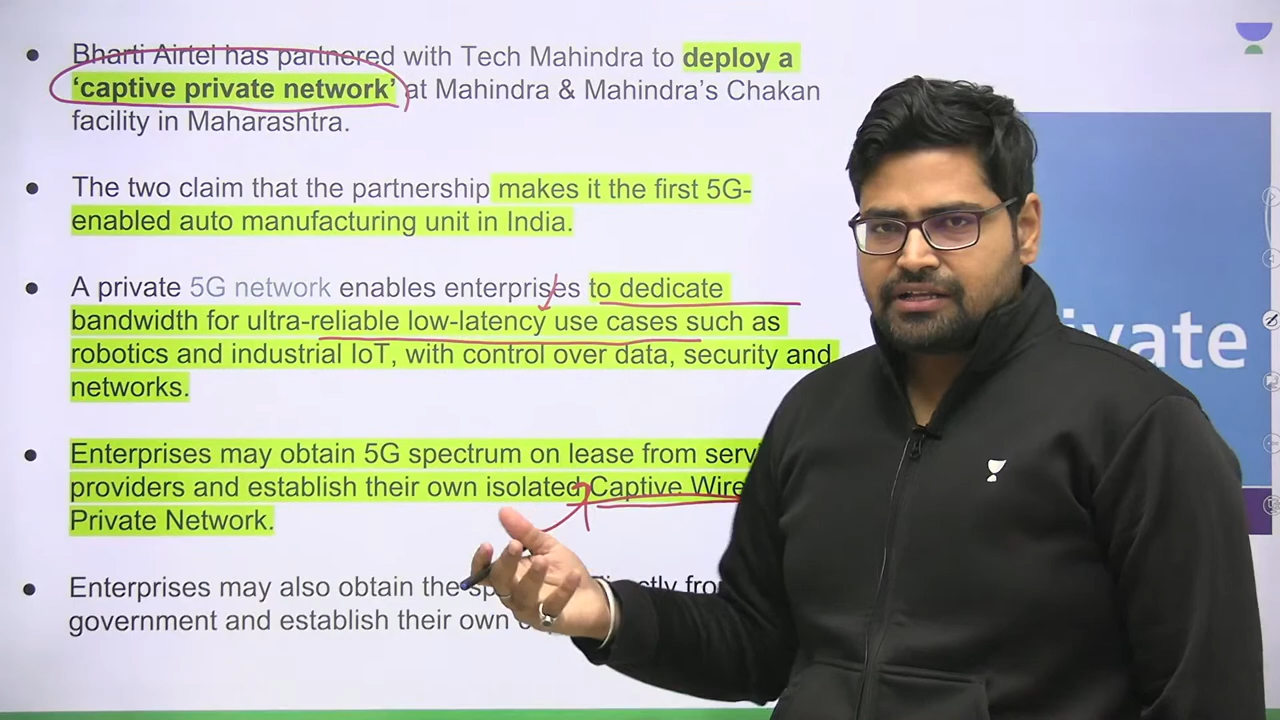 Bharti Airtel has partnered with Tech Mahindra to deploy a
‘captive private network’ at Mahindra & Mahindra’s Chakan
facility in Maharashtra.
The two claim that the partnership makes it the first 5G-
enabled auto manufacturing unit in India.
A private 5G network enables enterprises to dedicate
bandwidth for ultra-reliable low-latency use cases such as
robotics and industrial IoT, with control over data, security and
networks.
Enterprises may obtain 5G spectrum on lease from
providers and establish their own isolated Captive
Private Network.
Enterprises may also obtain the
government and establish their own